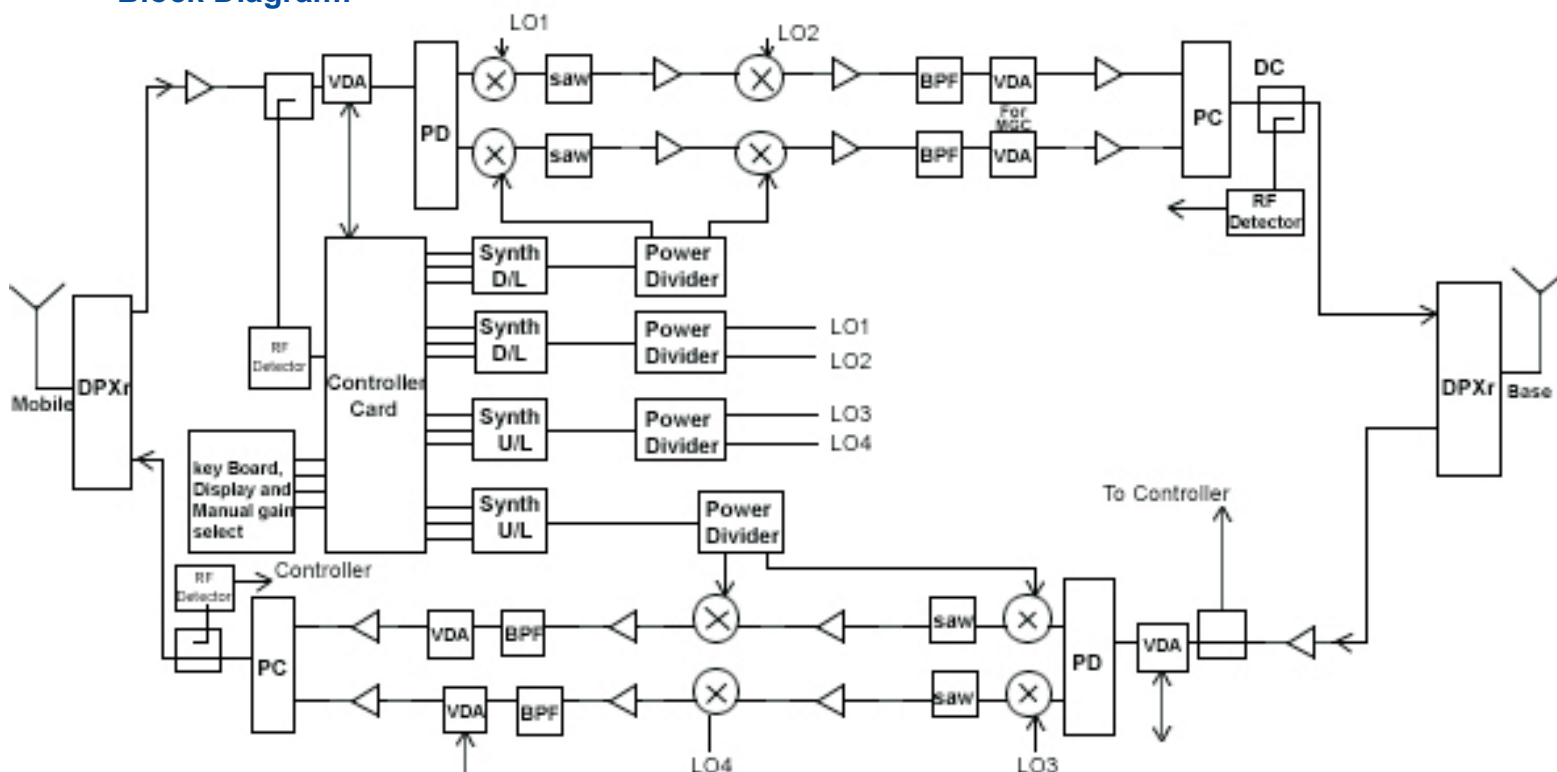 LO1
LO2
VDA
saw
BPF
VDA
DC
PD
For
MGC
PC
saw
BPF
VDA
RF
Detector
Synth
D/L
Power
Divider
Synth
D/L
Power
Divider
LO1
LO2
RF
Detector
Controller
Card
DPXr
Mobile
DPXr
Base
Synth
U/L
Power
Divider
LO3
LO4
key Board,
Display and
Manual gain
select
Synth
U/L
Power
Divider
To Controller
RF
Detector
Controller
VDA
BPF
saw
PC
PD
VDA
VDA
BPF
saw
LO4
LO3